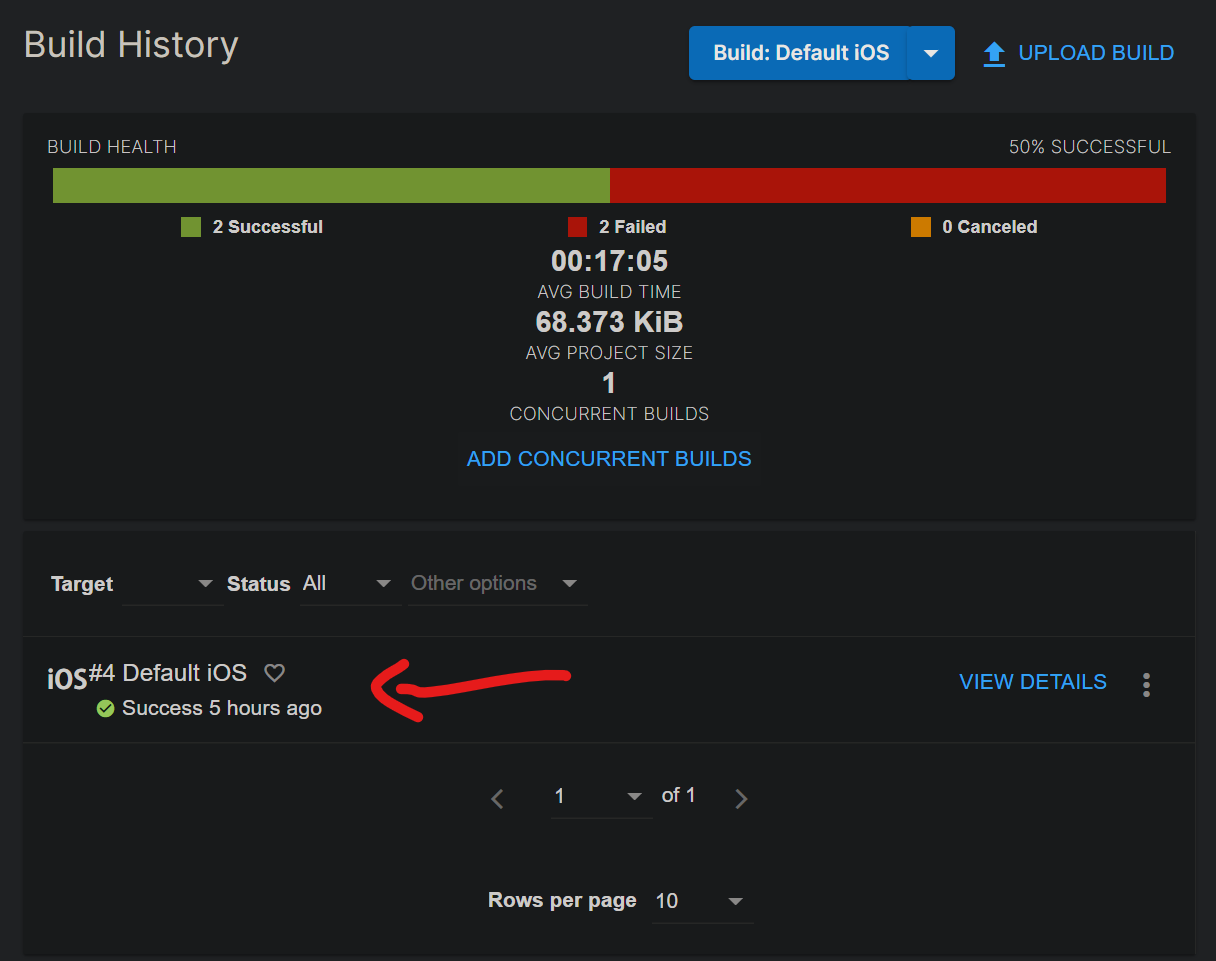 Build History
Build: Default iOS
UPLOAD BUILD
BUILD HEALTH
50% SUCCESSFUL
2 Successful
2 Failed
0 Canceled
00:17:05
AVG BUILD TIME
68.373 KiB
AVG PROJECT SIZE
1
CONCURRENT BUILDS
ADD CONCURRENT BUILDS
Target
Status All
Other options
iOS #4 Default iOS
Success 5 hours ago
VIEW DETAILS
1 of 1
Rows per page 10